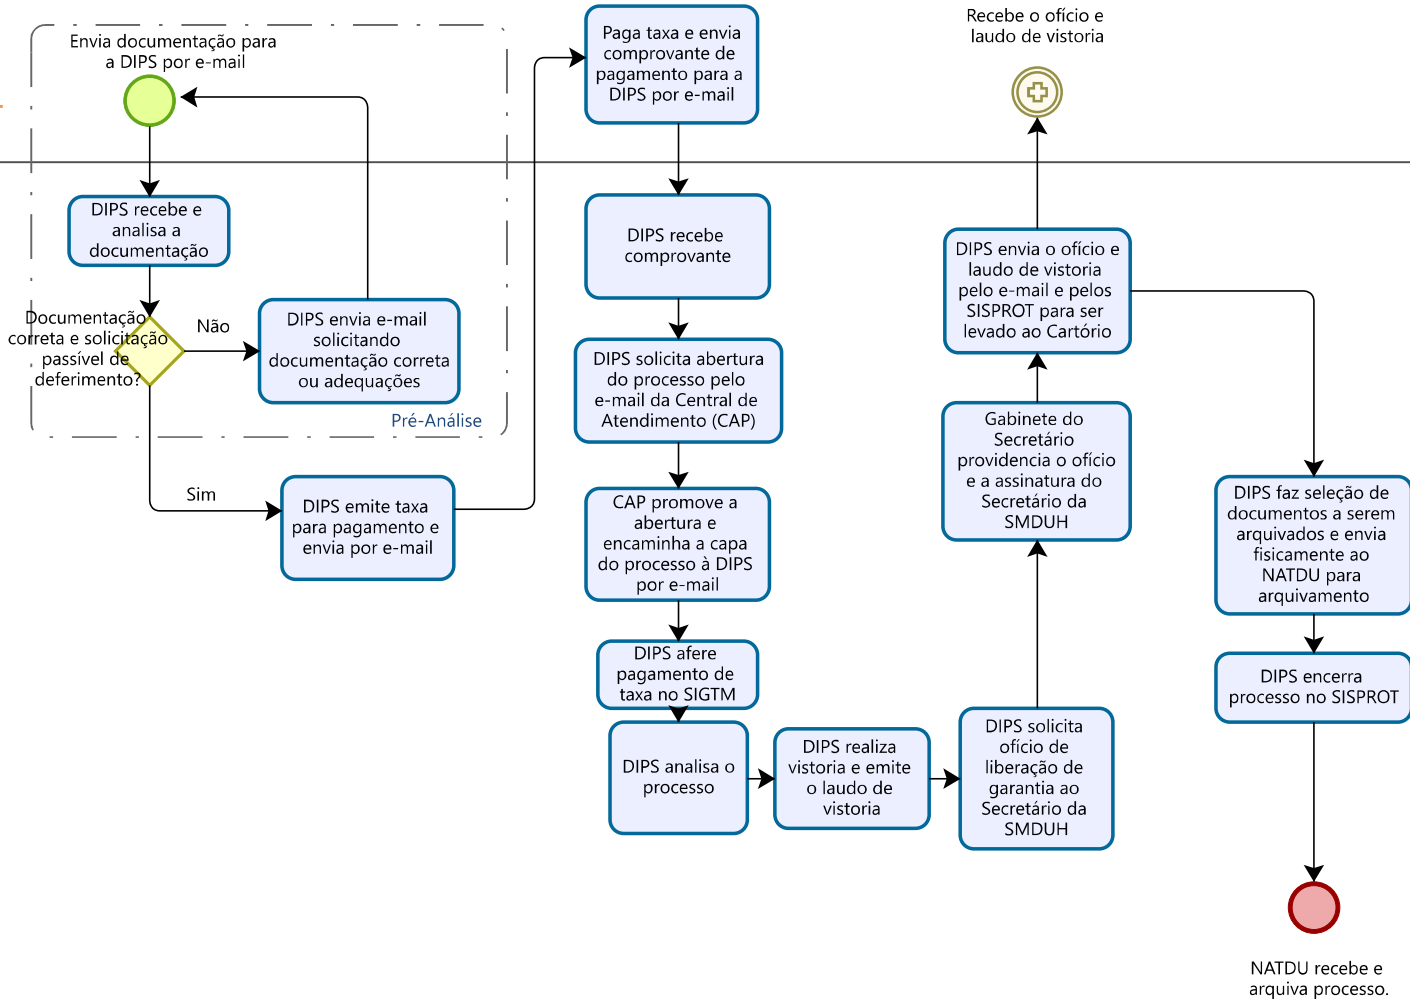 Envia documentação para
a DIPS por e-mail
DIPS recebe e
analisa a
documentação
Documentação
correta e solicitação
passível de
deferimento?
Não
DIPS envia e-mail
solicitando
documentação correta
ou adequações
Pré-Análise
Sim
DIPS emite taxa
para pagamento e
envia por e-mail
Paga taxa e envia
comprovante de
pagamento para a
DIPS por e-mail
DIPS recebe
comprovante
DIPS solicita abertura
do processo pelo
e-mail da Central de
Atendimento (CAP)
CAP promove a
abertura e
encaminha a capa
do processo à DIPS
por e-mail
DIPS afere
pagamento de
taxa no SIGTM
DIPS analisa o
processo
DIPS realiza
vistoria e emite
o laudo de
vistoria
DIPS solicita
ofício de
liberação de
garantia ao
Secretário da
SMDUH
Gabinete do
Secretário
providencia o ofício
e a assinatura do
Secretário da
SMDUH
DIPS envia o ofício e
laudo de vistoria
pelo e-mail e pelos
SISPROT para ser
levado ao Cartório
Recebe o ofício e
laudo de vistoria
DIPS faz seleção de
documentos a serem
arquivados e envia
fisicamente ao
NATDU para
arquivamento
DIPS encerra
processo no SISPROT
NATDU recebe e
arquiva processo.